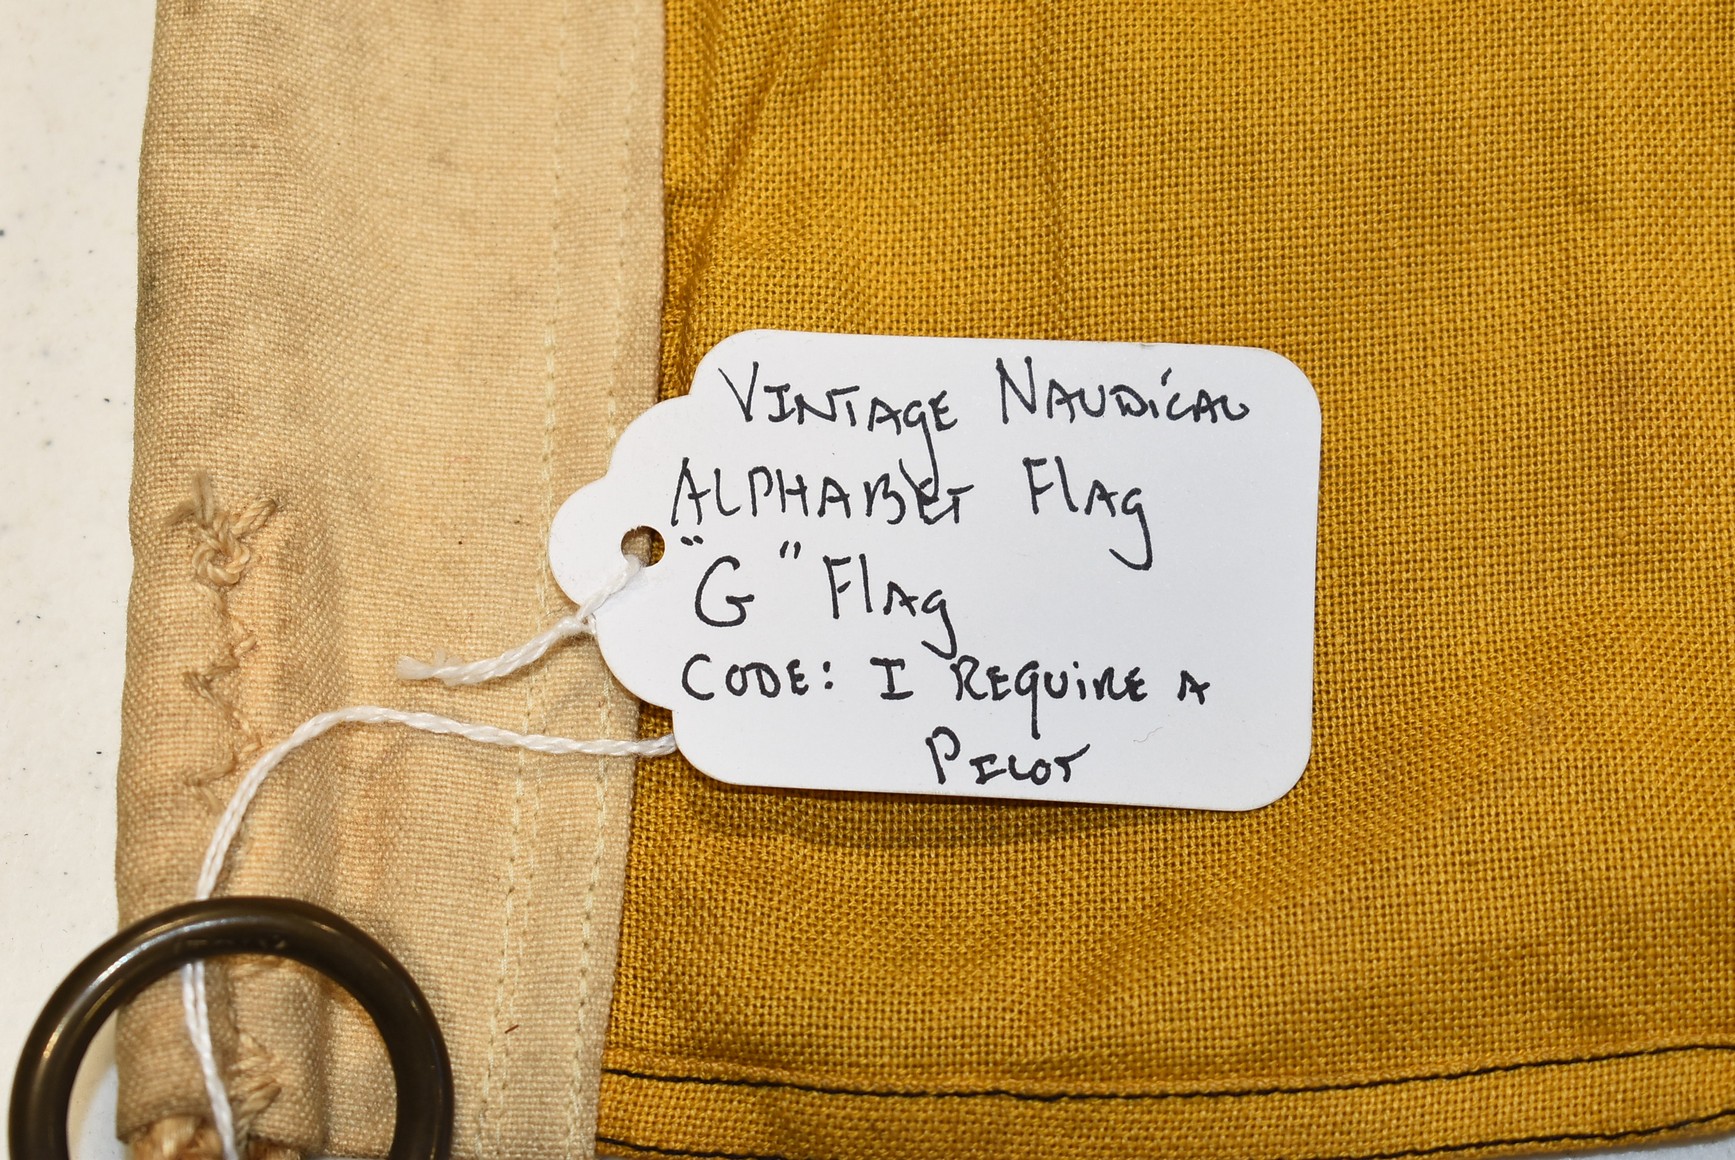 Vintage Naudical
Alphabet Flag
"G" Flag
Code: I Require A
Pilot